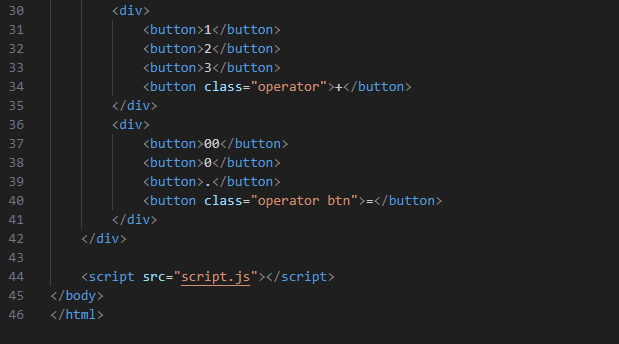 30 <div>
31 <button>1</button>
32 <button>2</button>
33 <button>3</button>
34 <button class="operator">+</button>
35 </div>
36 <div>
37 <button>00</button>
38 <button>0</button>
39 <button>.</button>
40 <button class="operator btn">=</button>
41 </div>
42 </div>
43
44 <script src="script.js"></script>
45 </body>
46 </html>